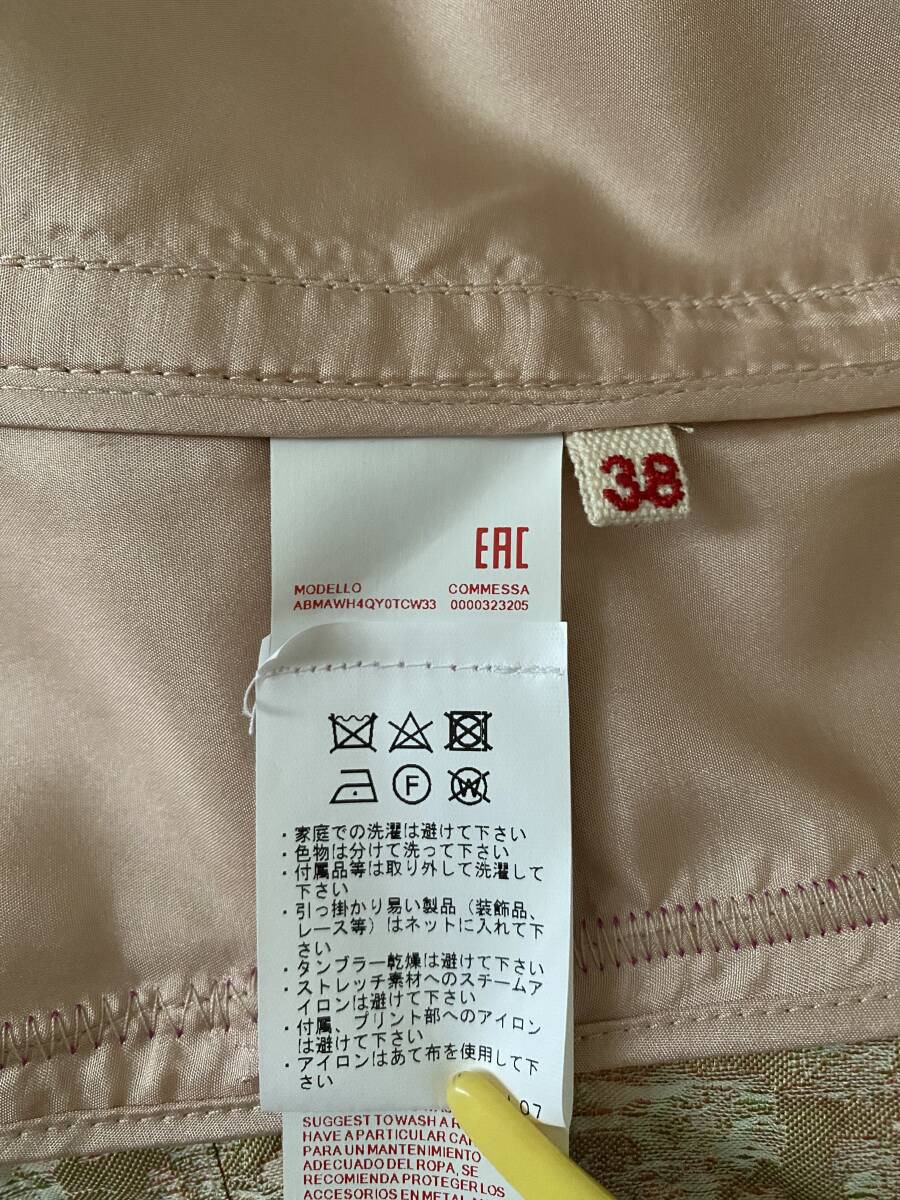 38
EAC
MODELLO COMMESSA
ABMAWH4QY0TCW33 0000323205
F
W
・家庭での洗濯は避けて下さい
・色物は分けて洗って下さい
・付属品等は取り外して洗濯して
下さい
・引っ掛かり易い製品（装飾品、
レース等）はネットに入れて下
さい
・タンブラー乾燥は避けて下さい
・ストレッチ素材へのスチームア
イロンは避けて下さい
・付属、プリント部へのアイロン
は避けて下さい
・アイロンはあて布を使用して下
さい
07
SUGGEST TO WASH A
HAVE A PARTICULAR
PARA UN MANTENIMIENTO
ADECUADO DEL ROPA, SE
RECOMIENDA PROTEGER LOS
ACCESORIOS EN METAL